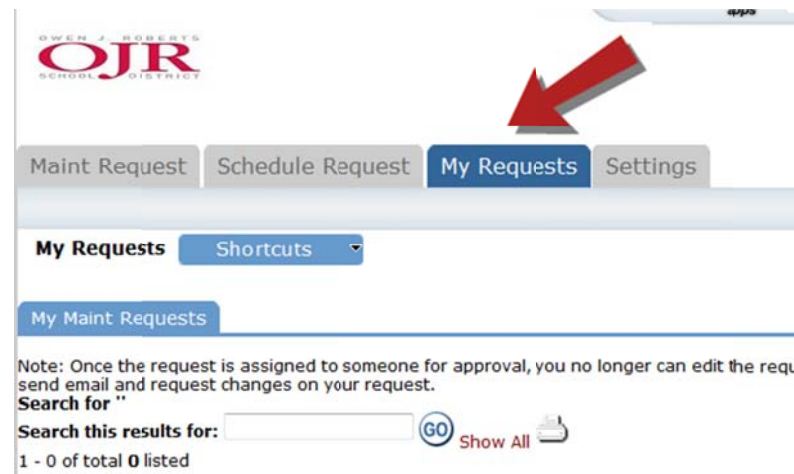 apps
OWEN J. ROBERTS
OJR
SCHOOL DISTRICT
Maint Request Schedule Request My Requests Settings
My Requests Shortcuts
My Maint Requests
Note: Once the request is assigned to someone for approval, you no longer can edit the requ
send email and request changes on your request.
Search for ''
Search this results for: GO Show All
1 - 0 of total 0 listed